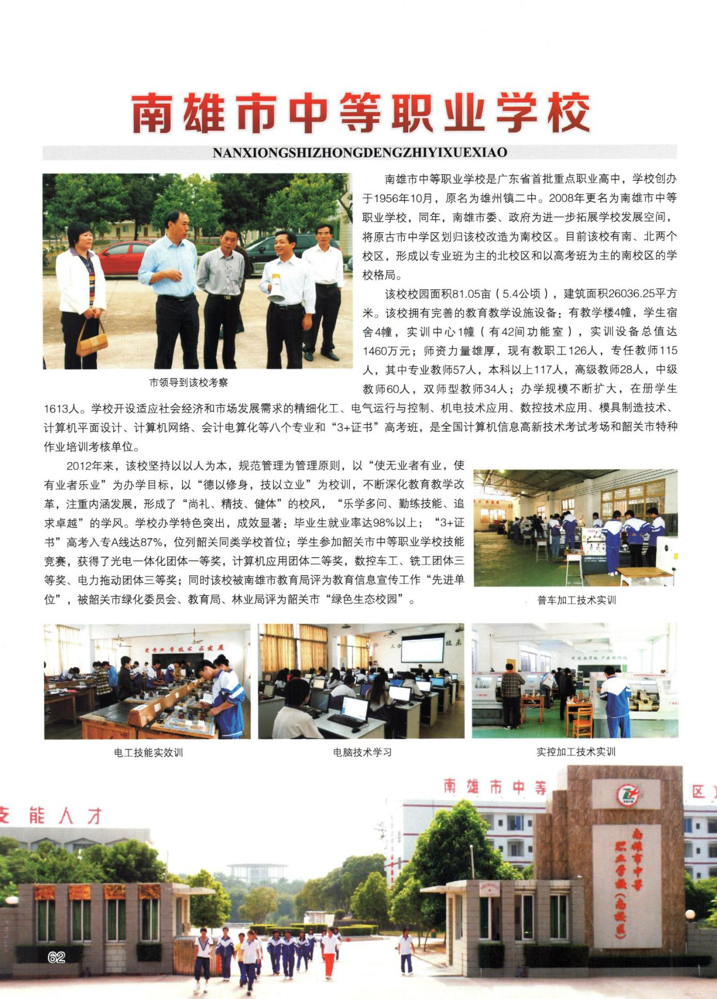 南雄市中等职业学校
NANXIONGSHIZHONGDENGZHIYIXUEXIAO
南雄市中等职业学校是广东省首批重点职业高中，学校创办
于1956年10月，原名为雄州镇二中。2008年更名为南雄市中等
职业学校，同年，南雄市委、政府为进一步拓展学校发展空间，
将原古市中学区划归该校改造为南校区。目前该校有南、北两个
校区，形成以专业班为主的北校区和以高考班为主的南校区的学
校格局。
该校校园面积81.05亩（5.4公顷），建筑面积26036.25平方
米。该校拥有完善的教育教学设施设备：有教学楼4幢，学生宿
舍4幢，实训中心1幢（有42间功能室），实训设备总值达
1460万元；师资力量雄厚，现有教职工126人，专任教师115
人，其中专业教师57人，本科以上117人，高级教师28人，中级
教师60人，双师型教师34人；办学规模不断扩大，在册学生
1613人。学校开设适应社会经济和市场发展需求的精细化工、电气运行与控制、机电技术应用、数控技术应用、模具制造技术、
计算机平面设计、计算机网络、会计电算化等八个专业和“3+证书”高考班，是全国计算机信息高新技术考试考场和韶关市特种
作业培训考核单位。
市领导到该校考察
2012年来，该校坚持以以人为本，规范管理为管理原则，以“使无业者有业，使
有业者乐业”为办学目标，以“德以修身，技以立业”为校训，不断深化教育教学改
革，注重内涵发展，形成了“尚礼、精技、健体”的校风，“乐学多问、勤练技能、追
求卓越”的学风。学校办学特色突出，成效显著：毕业生就业率达98%以上；“3+证
书”高考入专A线达87%，位列韶关同类学校首位；学生参加韶关市中等职业学校技能
竞赛，获得了光电一体化团体一等奖，计算机应用团体二等奖，数控车工、铣工团体三
等奖、电力拖动团体三等奖；同时该校被南雄市教育局评为教育信息宣传工作“先进单
位”，被韶关市绿化委员会、教育局、林业局评为韶关市“绿色生态校园”。
普车加工技术实训
爱专业 学技术 求发展
电工技能实效训
电脑技术学习
制造数字化 产品精细化
实控加工技术实训
南雄市中等
区
能人才
南雄市中等
职业学校（南校区）
62